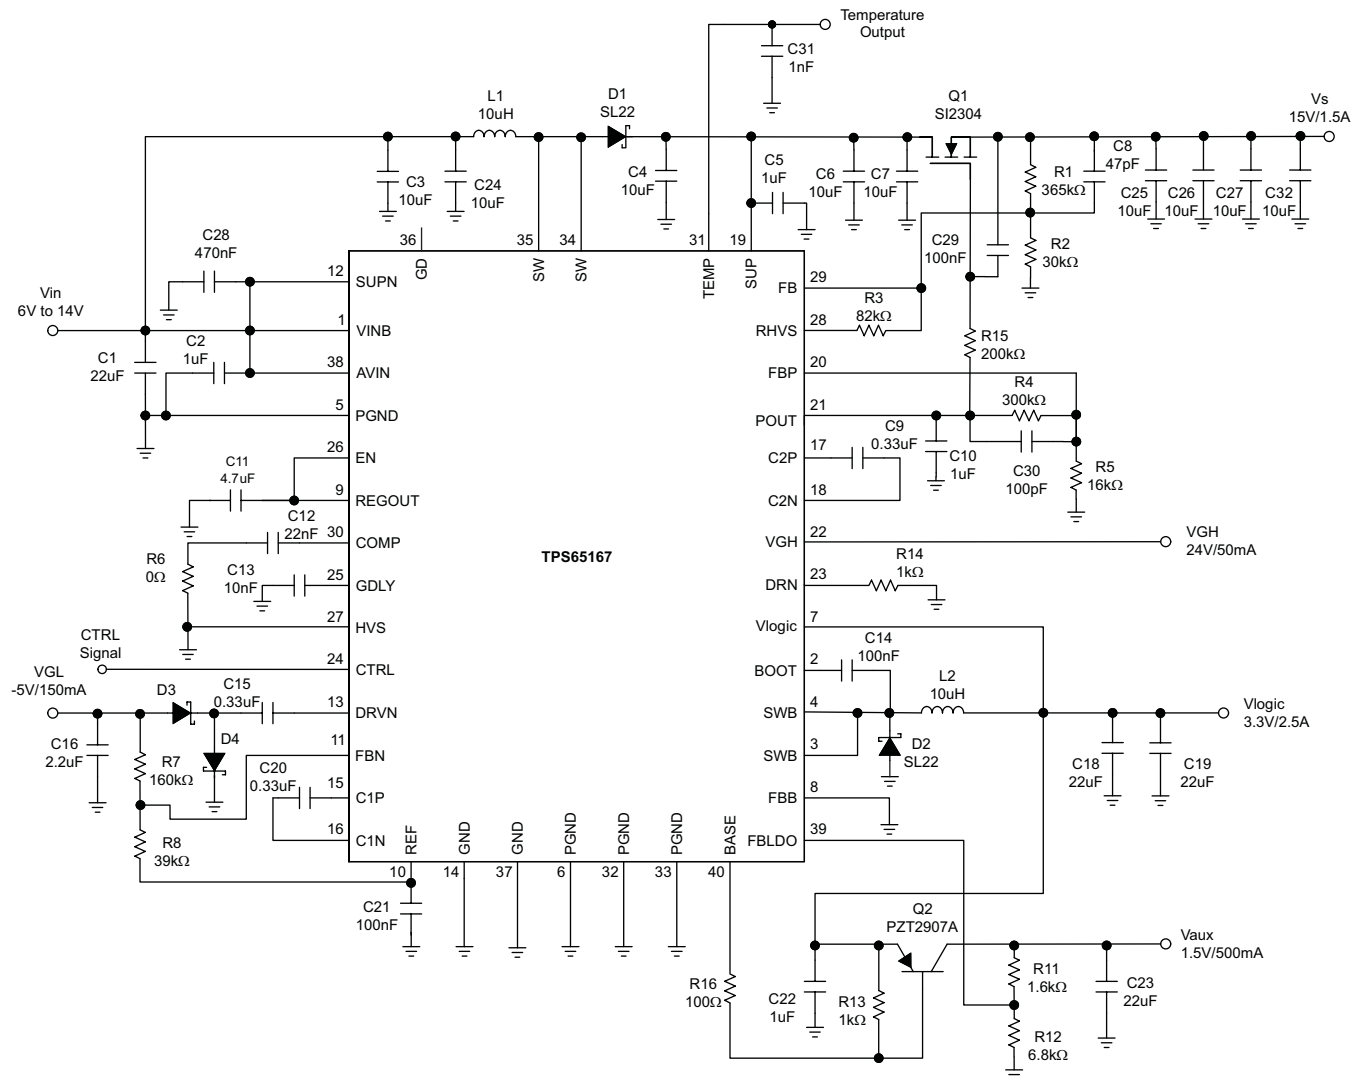 Temperature
Output
C31
1nF
L1
10uH
D1
SL22
Q1
SI2304
Vs
15V/1.5A
C3
10uF
C24
10uF
C4
10uF
C5
1uF
C6
10uF
C7
10uF
R1
365kΩ
C8
47pF
C25
10uF
C26
10uF
C27
10uF
C32
10uF
C28
470nF
36
35
34
31
19
GD
SW
SW
TEMP
SUP
C29
100nF
R2
30kΩ
Vin
6V to 14V
12
SUPN
1
VINB
38
AVIN
5
PGND
26
EN
9
REGOUT
30
COMP
25
GDLY
27
HVS
24
CTRL
13
DRVN
11
FBN
15
C1P
16
C1N
C1
22uF
C2
1uF
C11
4.7uF
C12
22nF
R6
0Ω
C13
10nF
CTRL
Signal
VGL
-5V/150mA
D3
C15
0.33uF
C16
2.2uF
R7
160kΩ
D4
C20
0.33uF
R8
39kΩ
TPS65167
FB
29
RHVS
28
FBP
20
POUT
21
C2P
17
C2N
18
VGH
22
DRN
23
Vlogic
7
BOOT
2
SWB
4
SWB
3
FBB
8
FBLDO
39
R3
82kΩ
R15
200kΩ
R4
300kΩ
C9
0.33uF
C10
1uF
C30
100pF
R5
16kΩ
VGH
24V/50mA
R14
1kΩ
C14
100nF
L2
10uH
D2
SL22
Vlogic
3.3V/2.5A
C18
22uF
C19
22uF
REF
GND
GND
PGND
PGND
PGND
BASE
10
14
37
6
32
33
40
C21
100nF
Q2
PZT2907A
Vaux
1.5V/500mA
R16
100Ω
C22
1uF
R13
1kΩ
R11
1.6kΩ
C23
22uF
R12
6.8kΩ